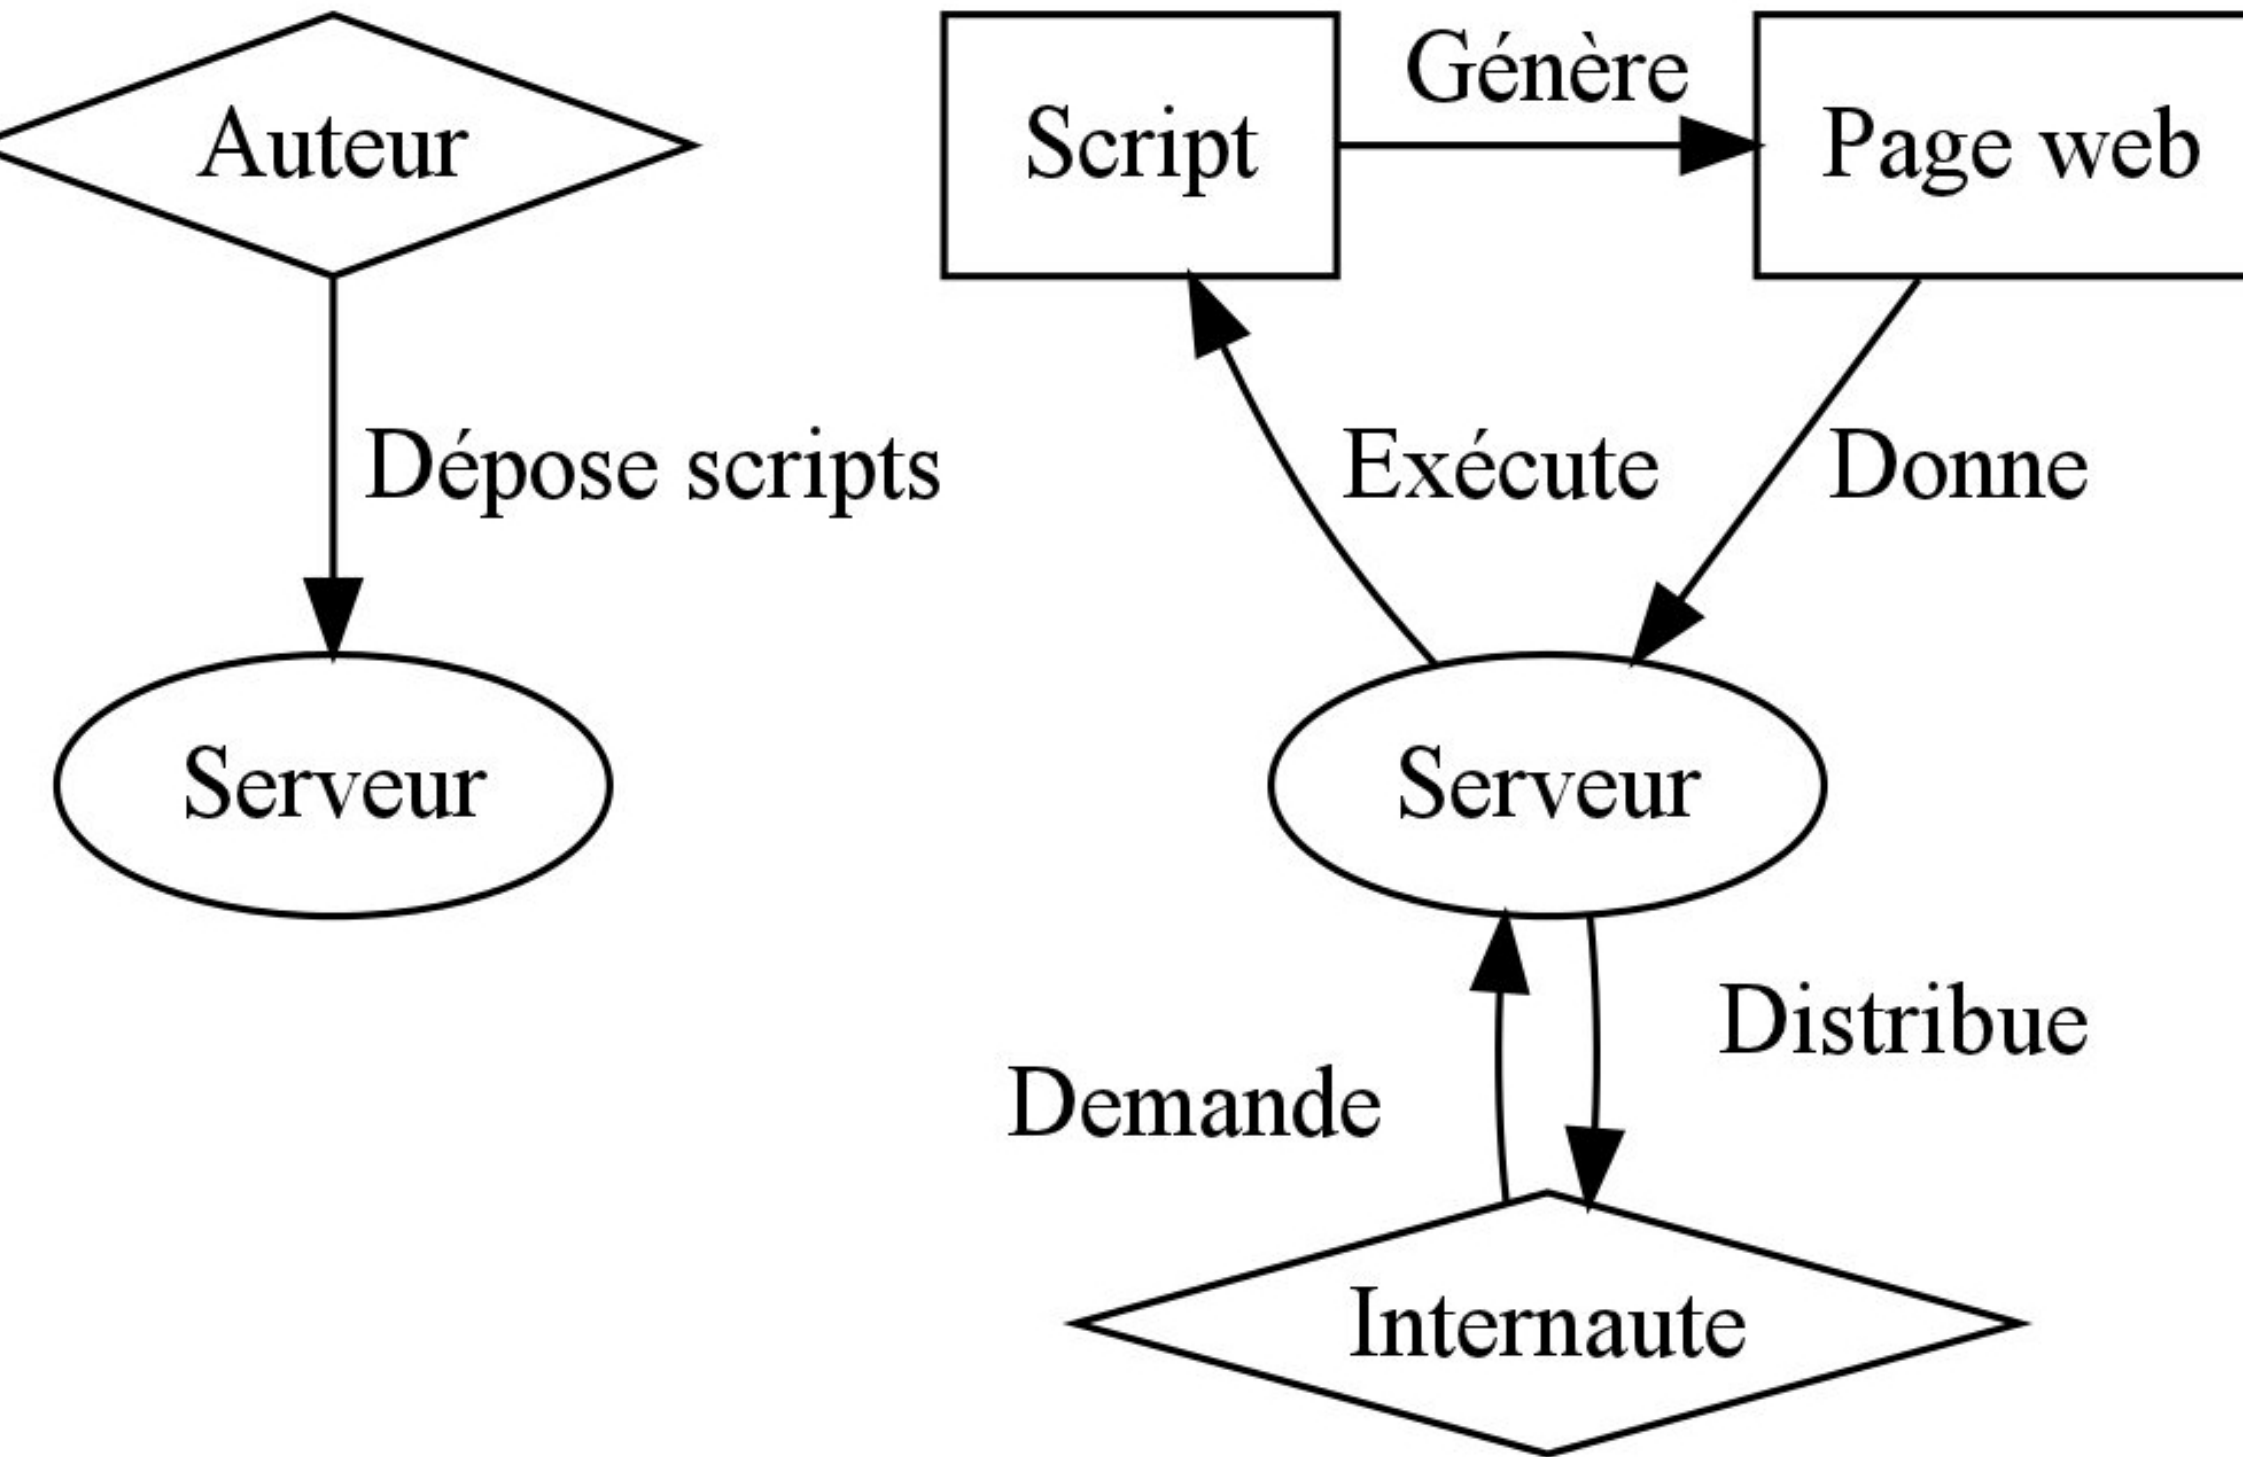 Auteur
Script
Génère
Page web
Dépose scripts
Exécute
Donne
Serveur
Serveur
Demande
Distribue
Internaute